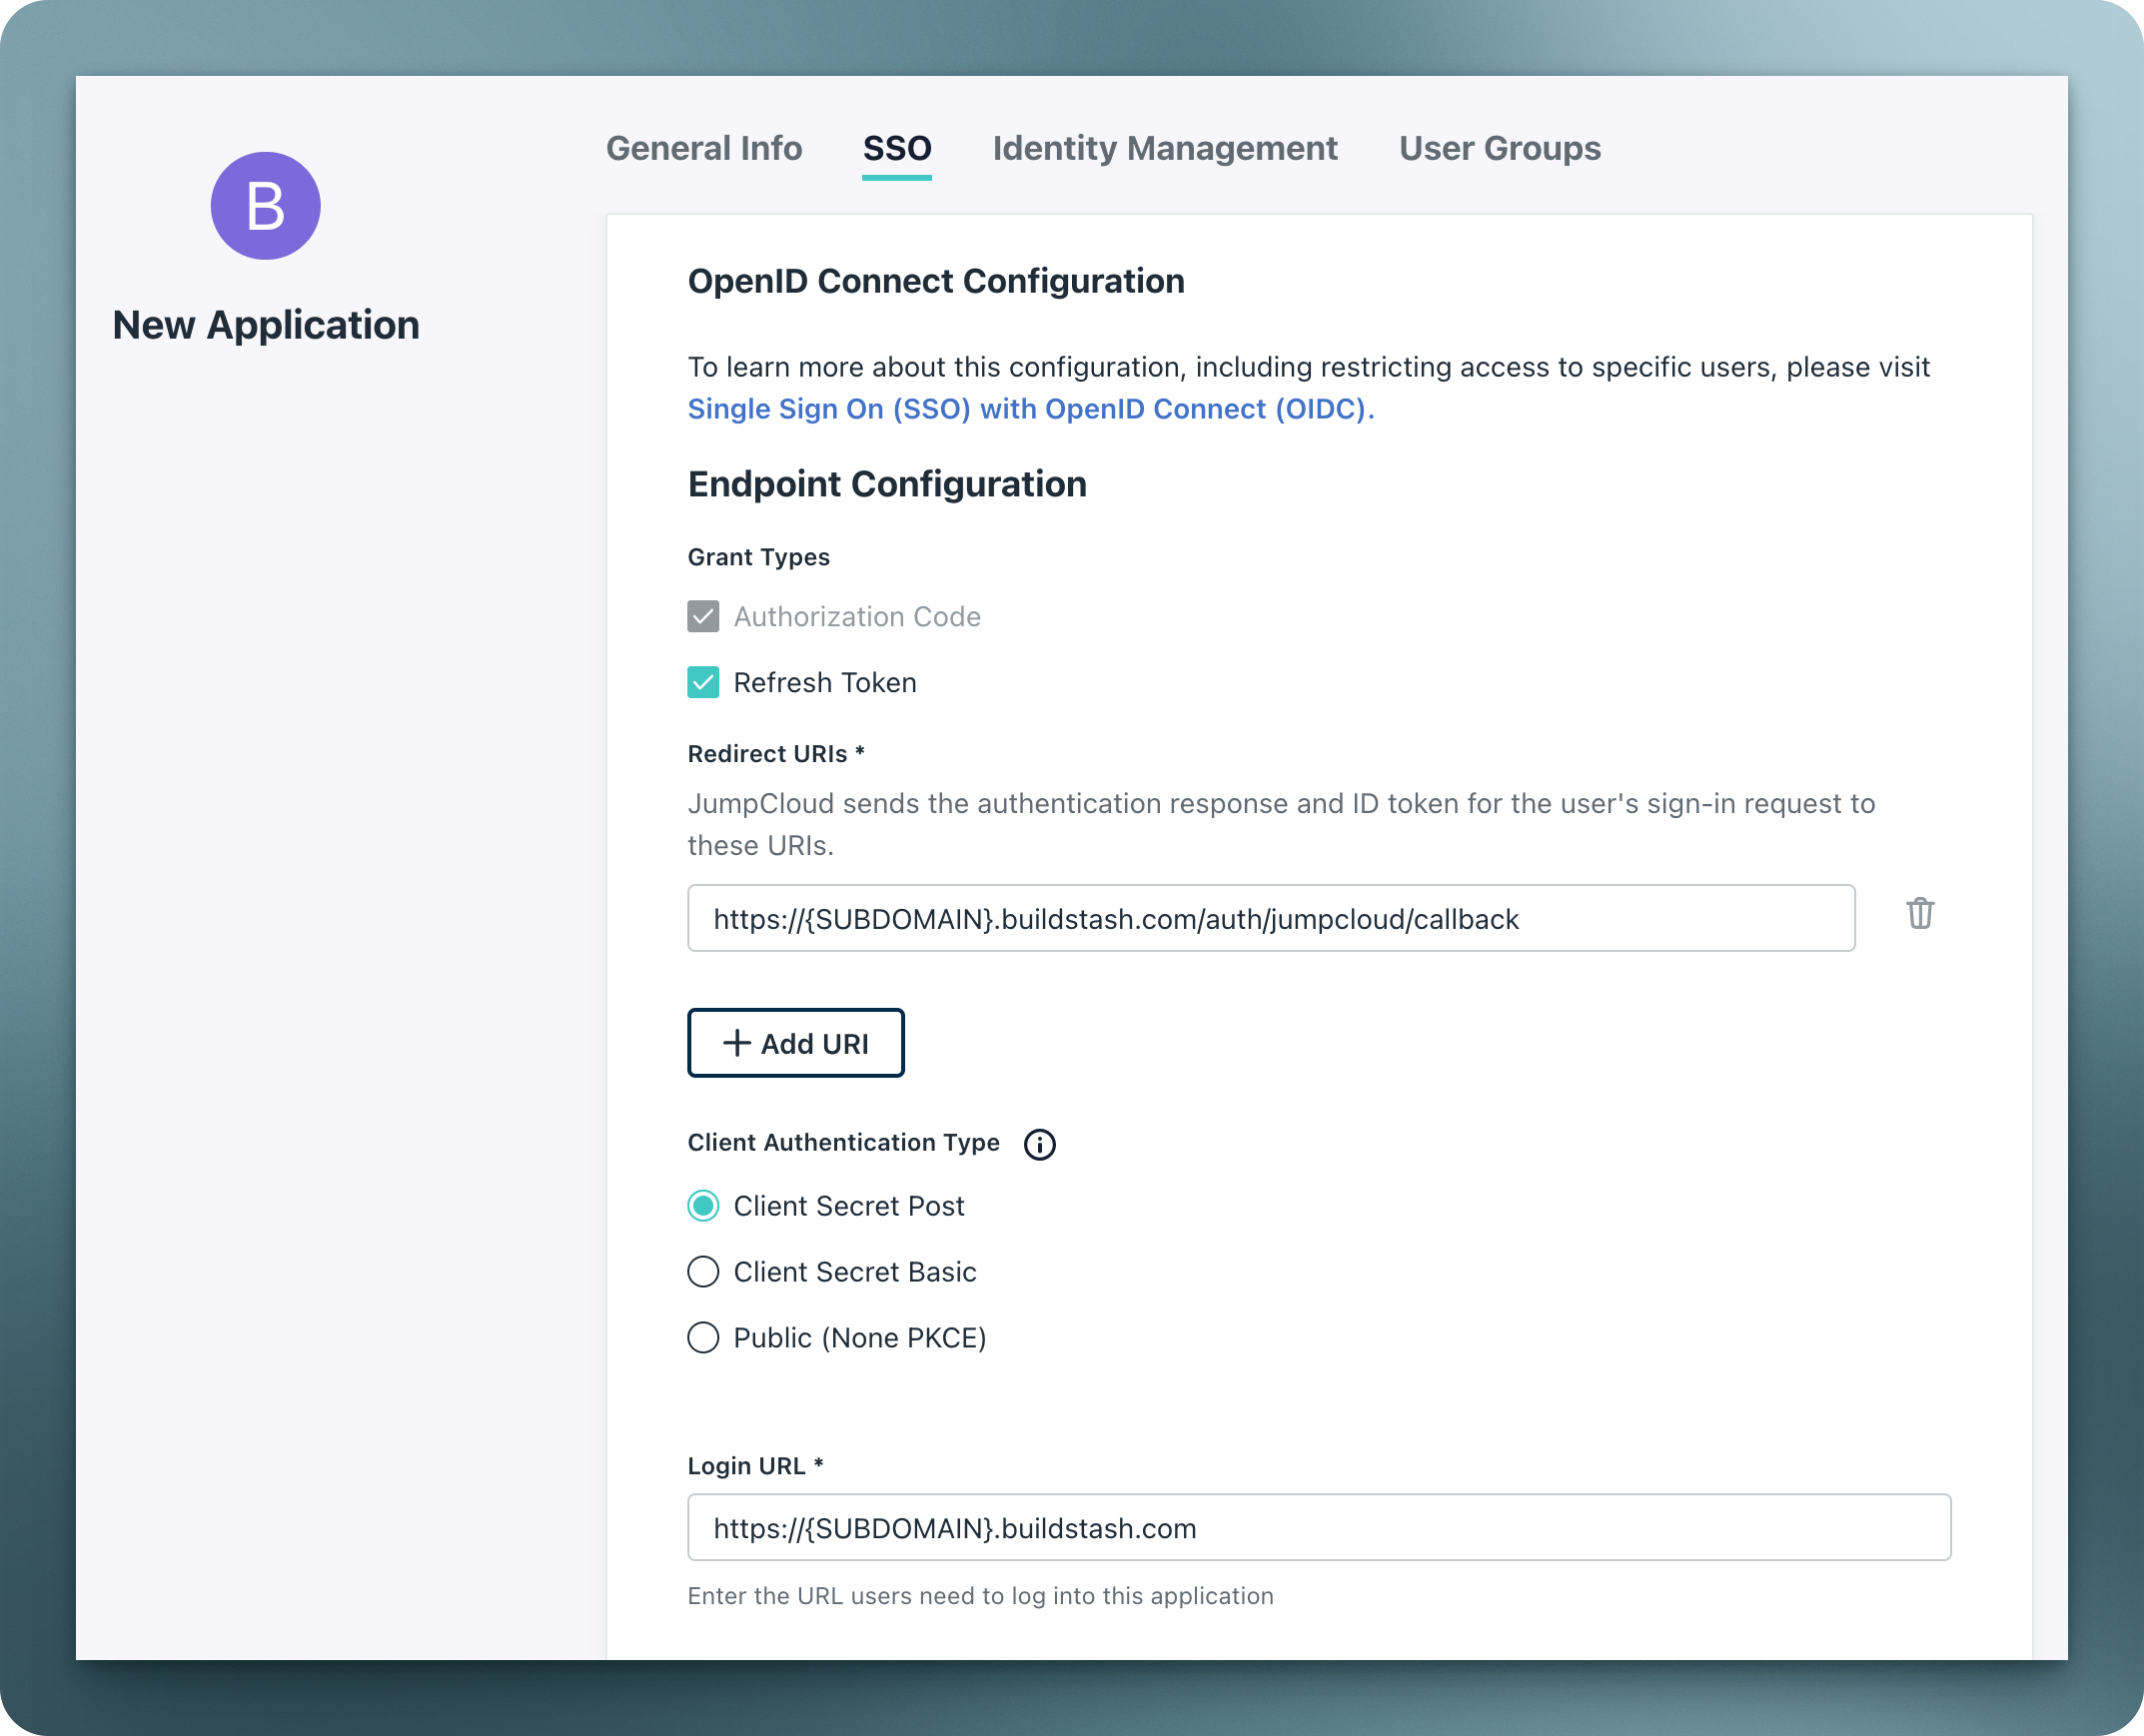 B
New Application
General Info
SSO
Identity Management
User Groups
OpenID Connect Configuration
To learn more about this configuration, including restricting access to specific users, please visit
Single Sign On (SSO) with OpenID Connect (OIDC).
Endpoint Configuration
Grant Types
Authorization Code
Refresh Token
Redirect URIs *
JumpCloud sends the authentication response and ID token for the user's sign-in request to
these URIs.
https://{SUBDOMAIN}.buildstash.com/auth/jumpcloud/callback
Add URI
Client Authentication Type
Client Secret Post
Client Secret Basic
Public (None PKCE)
Login URL *
https://{SUBDOMAIN}.buildstash.com
Enter the URL users need to log into this application